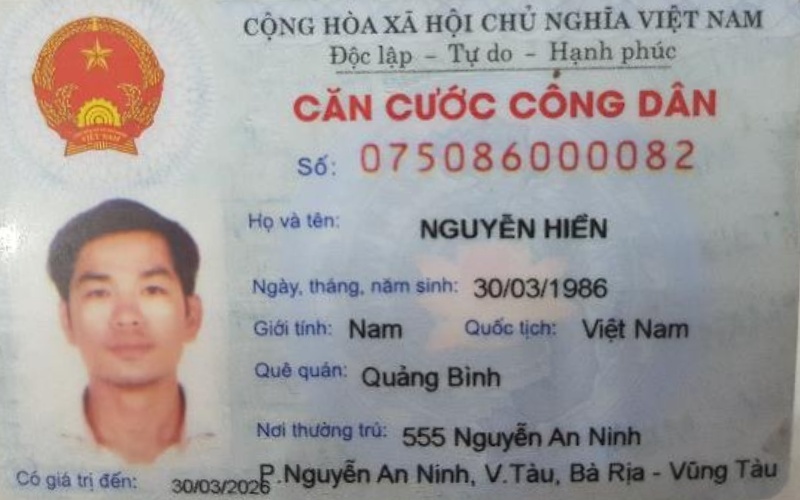 CỘNG HÒA XÃ HỘI CHỦ NGHĨA VIỆT NAM
Độc lập – Tự do – Hạnh phúc
CĂN CƯỚC CÔNG DÂN
Số: 075086000082
Họ và tên: NGUYỄN HIỀN
Ngày, tháng, năm sinh: 30/03/1986
Giới tính: Nam Quốc tịch: Việt Nam
Quê quán: Quảng Bình
Nơi thường trú: 555 Nguyễn An Ninh
P.Nguyễn An Ninh, V.Tàu, Bà Rịa - Vũng Tàu
Có giá trị đến: 30/03/2026
VIỆT NAM